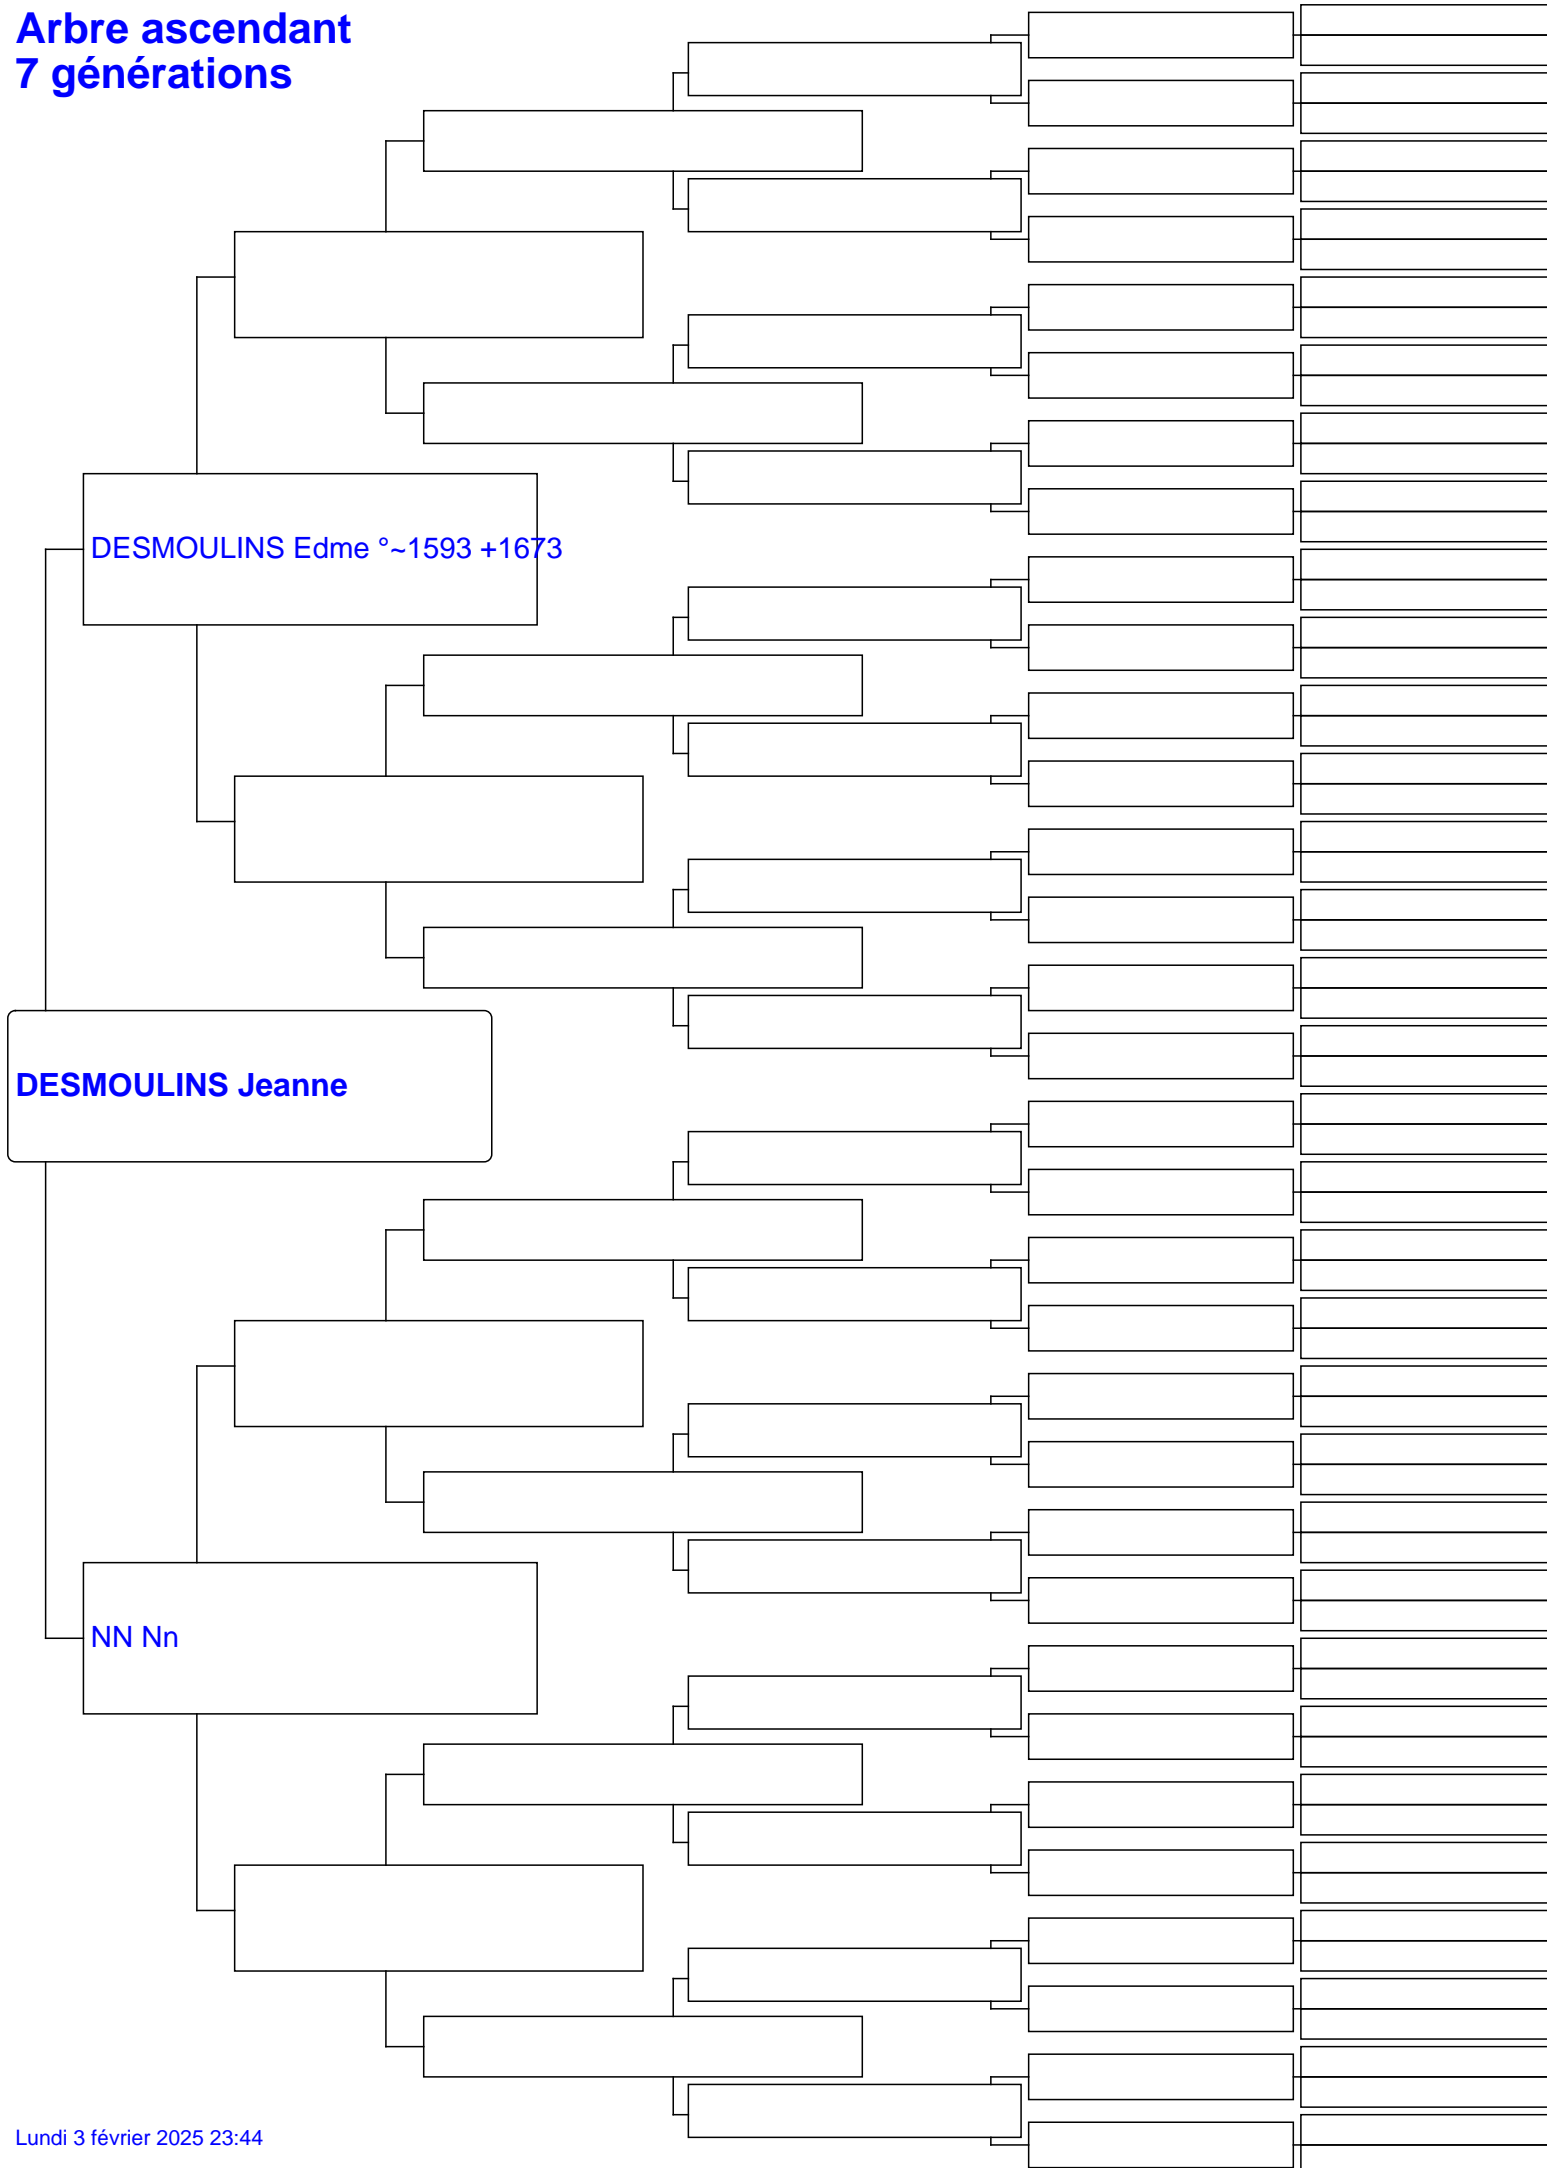 Arbre ascendant
7 générations
DESMOULINS Edme °~1593 +1673
DESMOULINS Jeanne
NN Nn
Lundi 3 février 2025 23:44